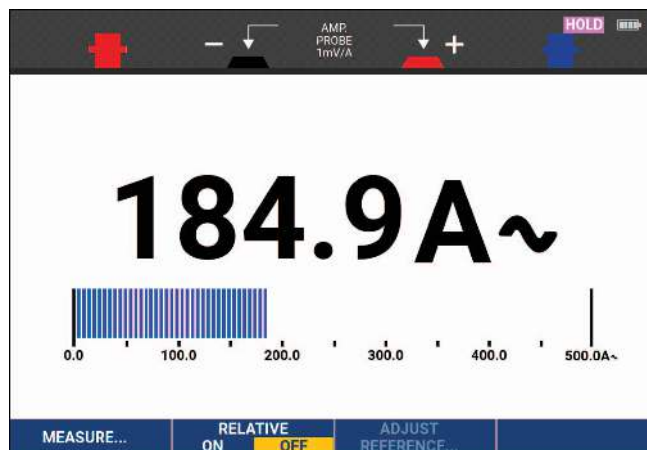 AMP.
PROBE
1mV/A
−
+
HOLD
184.9A~
0.0 100.0 200.0 300.0 400.0 500.0A~
MEASURE...
RELATIVE
ON OFF
ADJUST
REFERENCE...